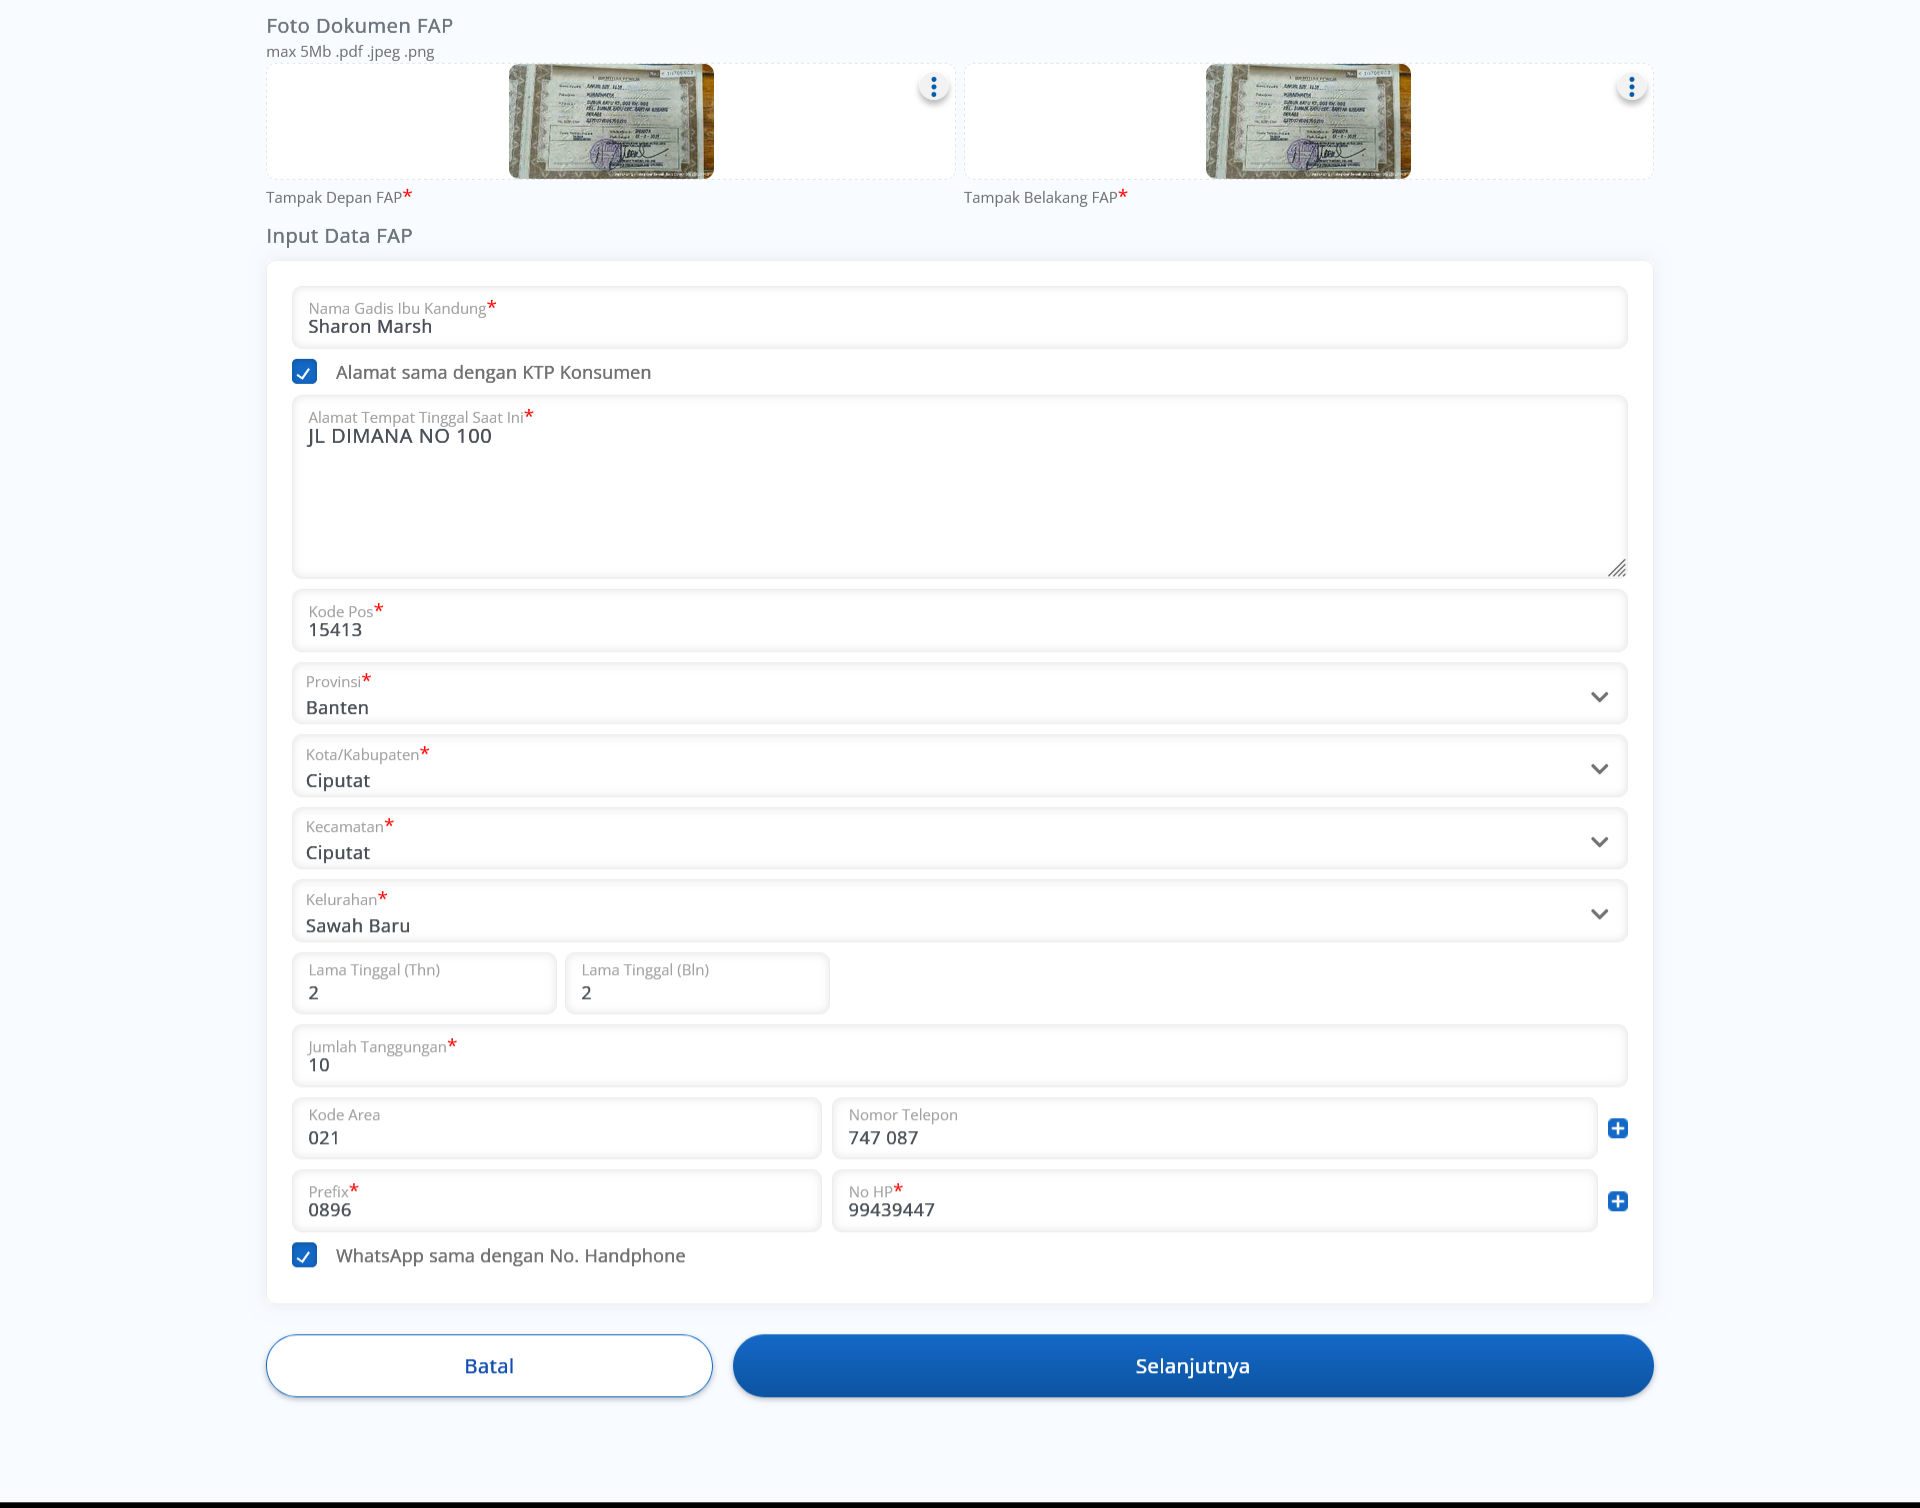 Foto Dokumen FAP
max 5Mb .pdf .jpeg .png
Tampak Depan FAP*
Tampak Belakang FAP*
Input Data FAP
Nama Gadis Ibu Kandung*
Sharon Marsh
Alamat sama dengan KTP Konsumen
Alamat Tempat Tinggal Saat Ini*
JL DIMANA NO 100
Kode Pos*
15413
Provinsi*
Banten
Kota/Kabupaten*
Ciputat
Kecamatan*
Ciputat
Kelurahan*
Sawah Baru
Lama Tinggal (Thn)
2
Lama Tinggal (Bln)
2
Jumlah Tanggungan*
10
Kode Area
021
Nomor Telepon
747 087
Prefix*
0896
No HP*
99439447
WhatsApp sama dengan No. Handphone
Batal
Selanjutnya